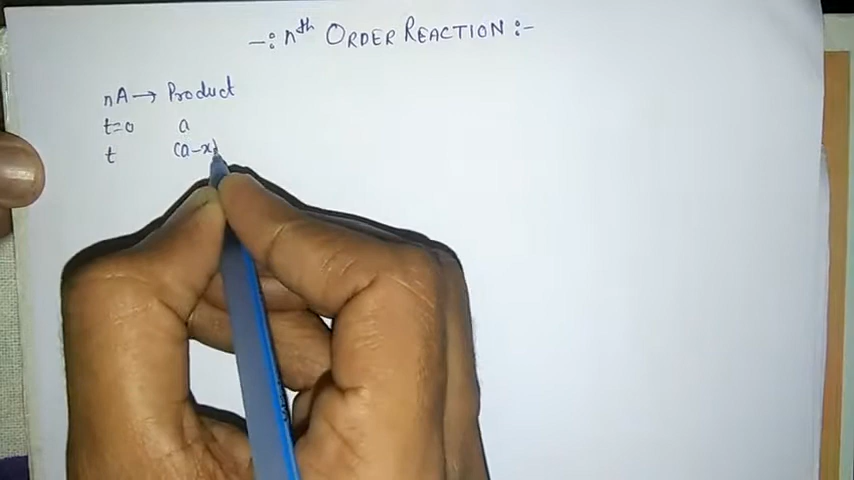 -: nth ORDER REACTION :-
nA → Product
t=0 a
t (a-x)